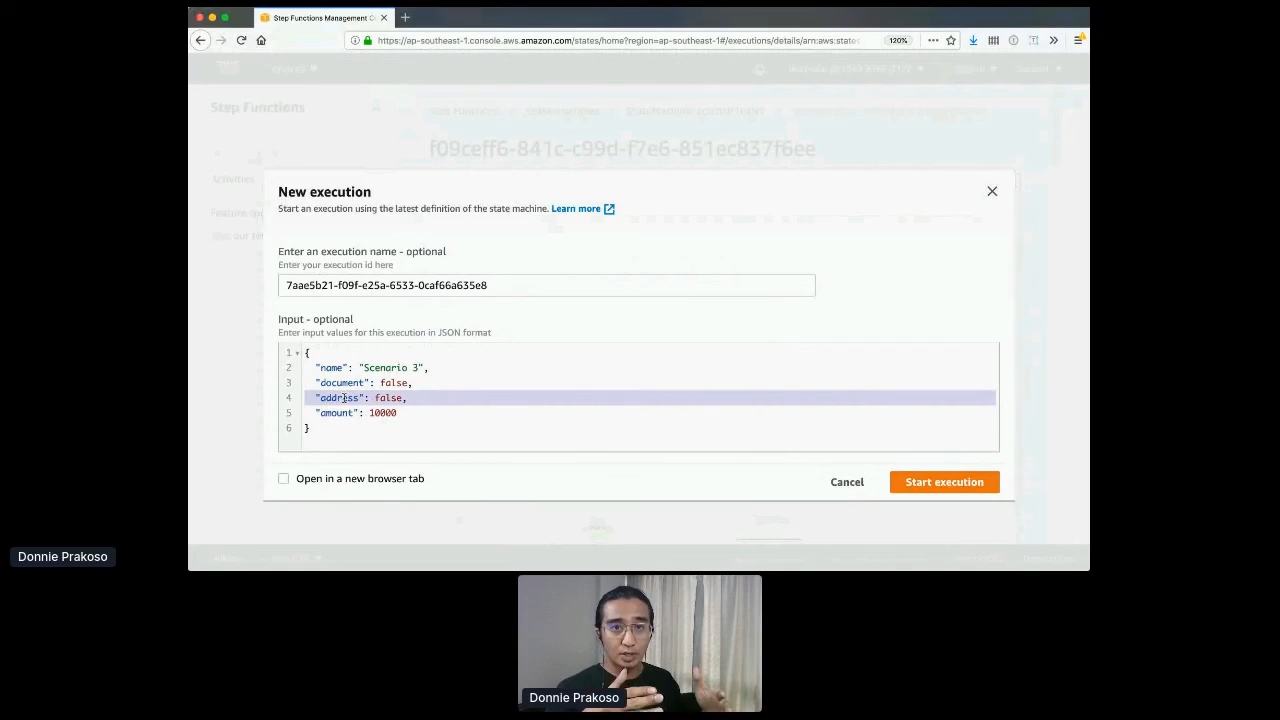 Step Functions Management C
https://ap-southeast-1.console.aws.amazon.com/states/home?region=ap-southeast-1#/executions/details/arn:aws:state
120%
Step Functions
f09ceff6-841c-c99d-f7e6-851ec837f6ee
Activities
New execution
Start an execution using the latest definition of the state machine. Learn more
Enter an execution name - optional
Enter your execution id here
7aae5b21-f09f-e25a-6533-0caf66a635e8
Input - optional
Enter input values for this execution in JSON format
1 {
2 "name": "Scenario 3",
3 "document": false,
4 "address": false,
5 "amount": 10000
6 }
Open in a new browser tab
Cancel
Start execution
Donnie Prakoso
Donnie Prakoso